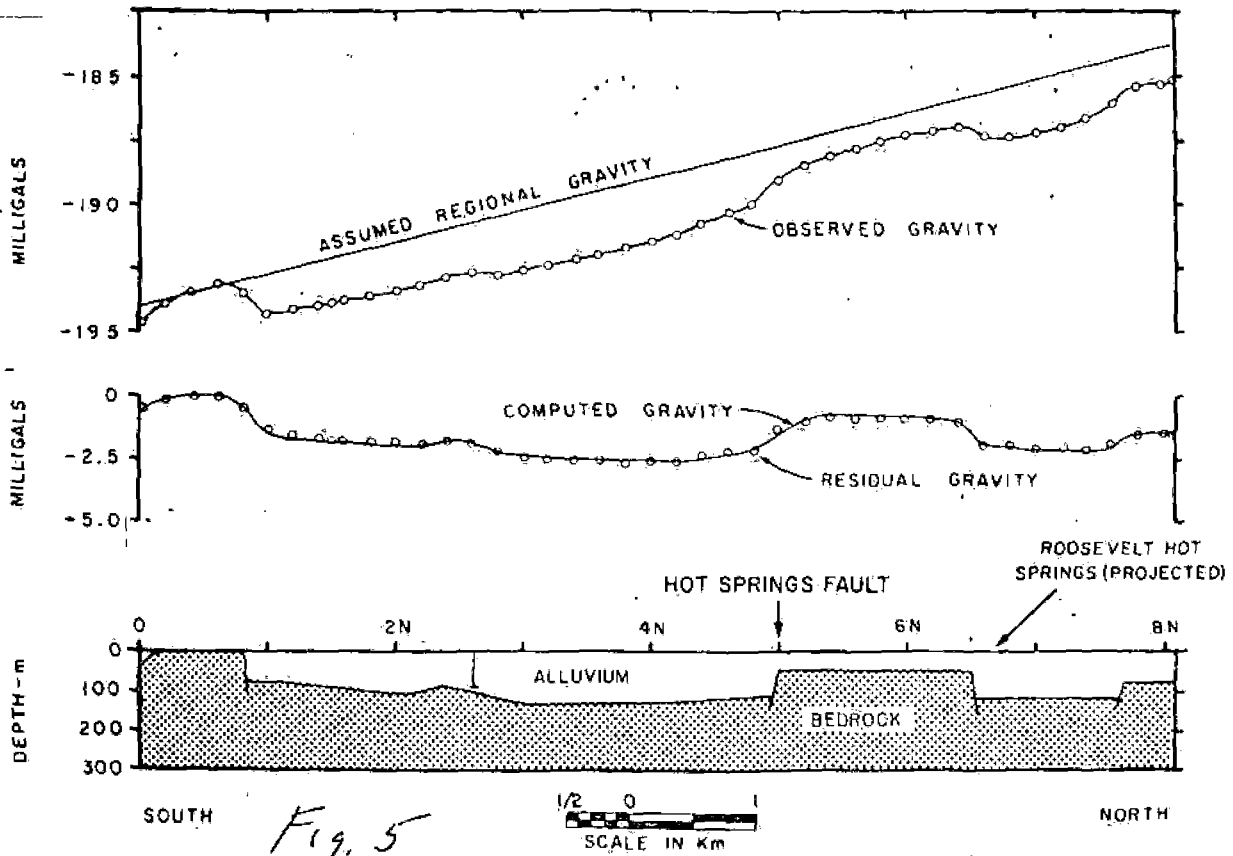 MILLIGALS
-185
-190
-195
ASSUMED REGIONAL GRAVITY
OBSERVED GRAVITY
MILLIGALS
0
-2.5
-5.0
COMPUTED GRAVITY
RESIDUAL GRAVITY
ROOSEVELT HOT
SPRINGS (PROJECTED)
HOT SPRINGS FAULT
0 2N 4N 6N 8N
DEPTH-m
0
100
200
300
ALLUVIUM
BEDROCK
SOUTH
NORTH
Fig. 5
1/2 0 1
SCALE IN Km